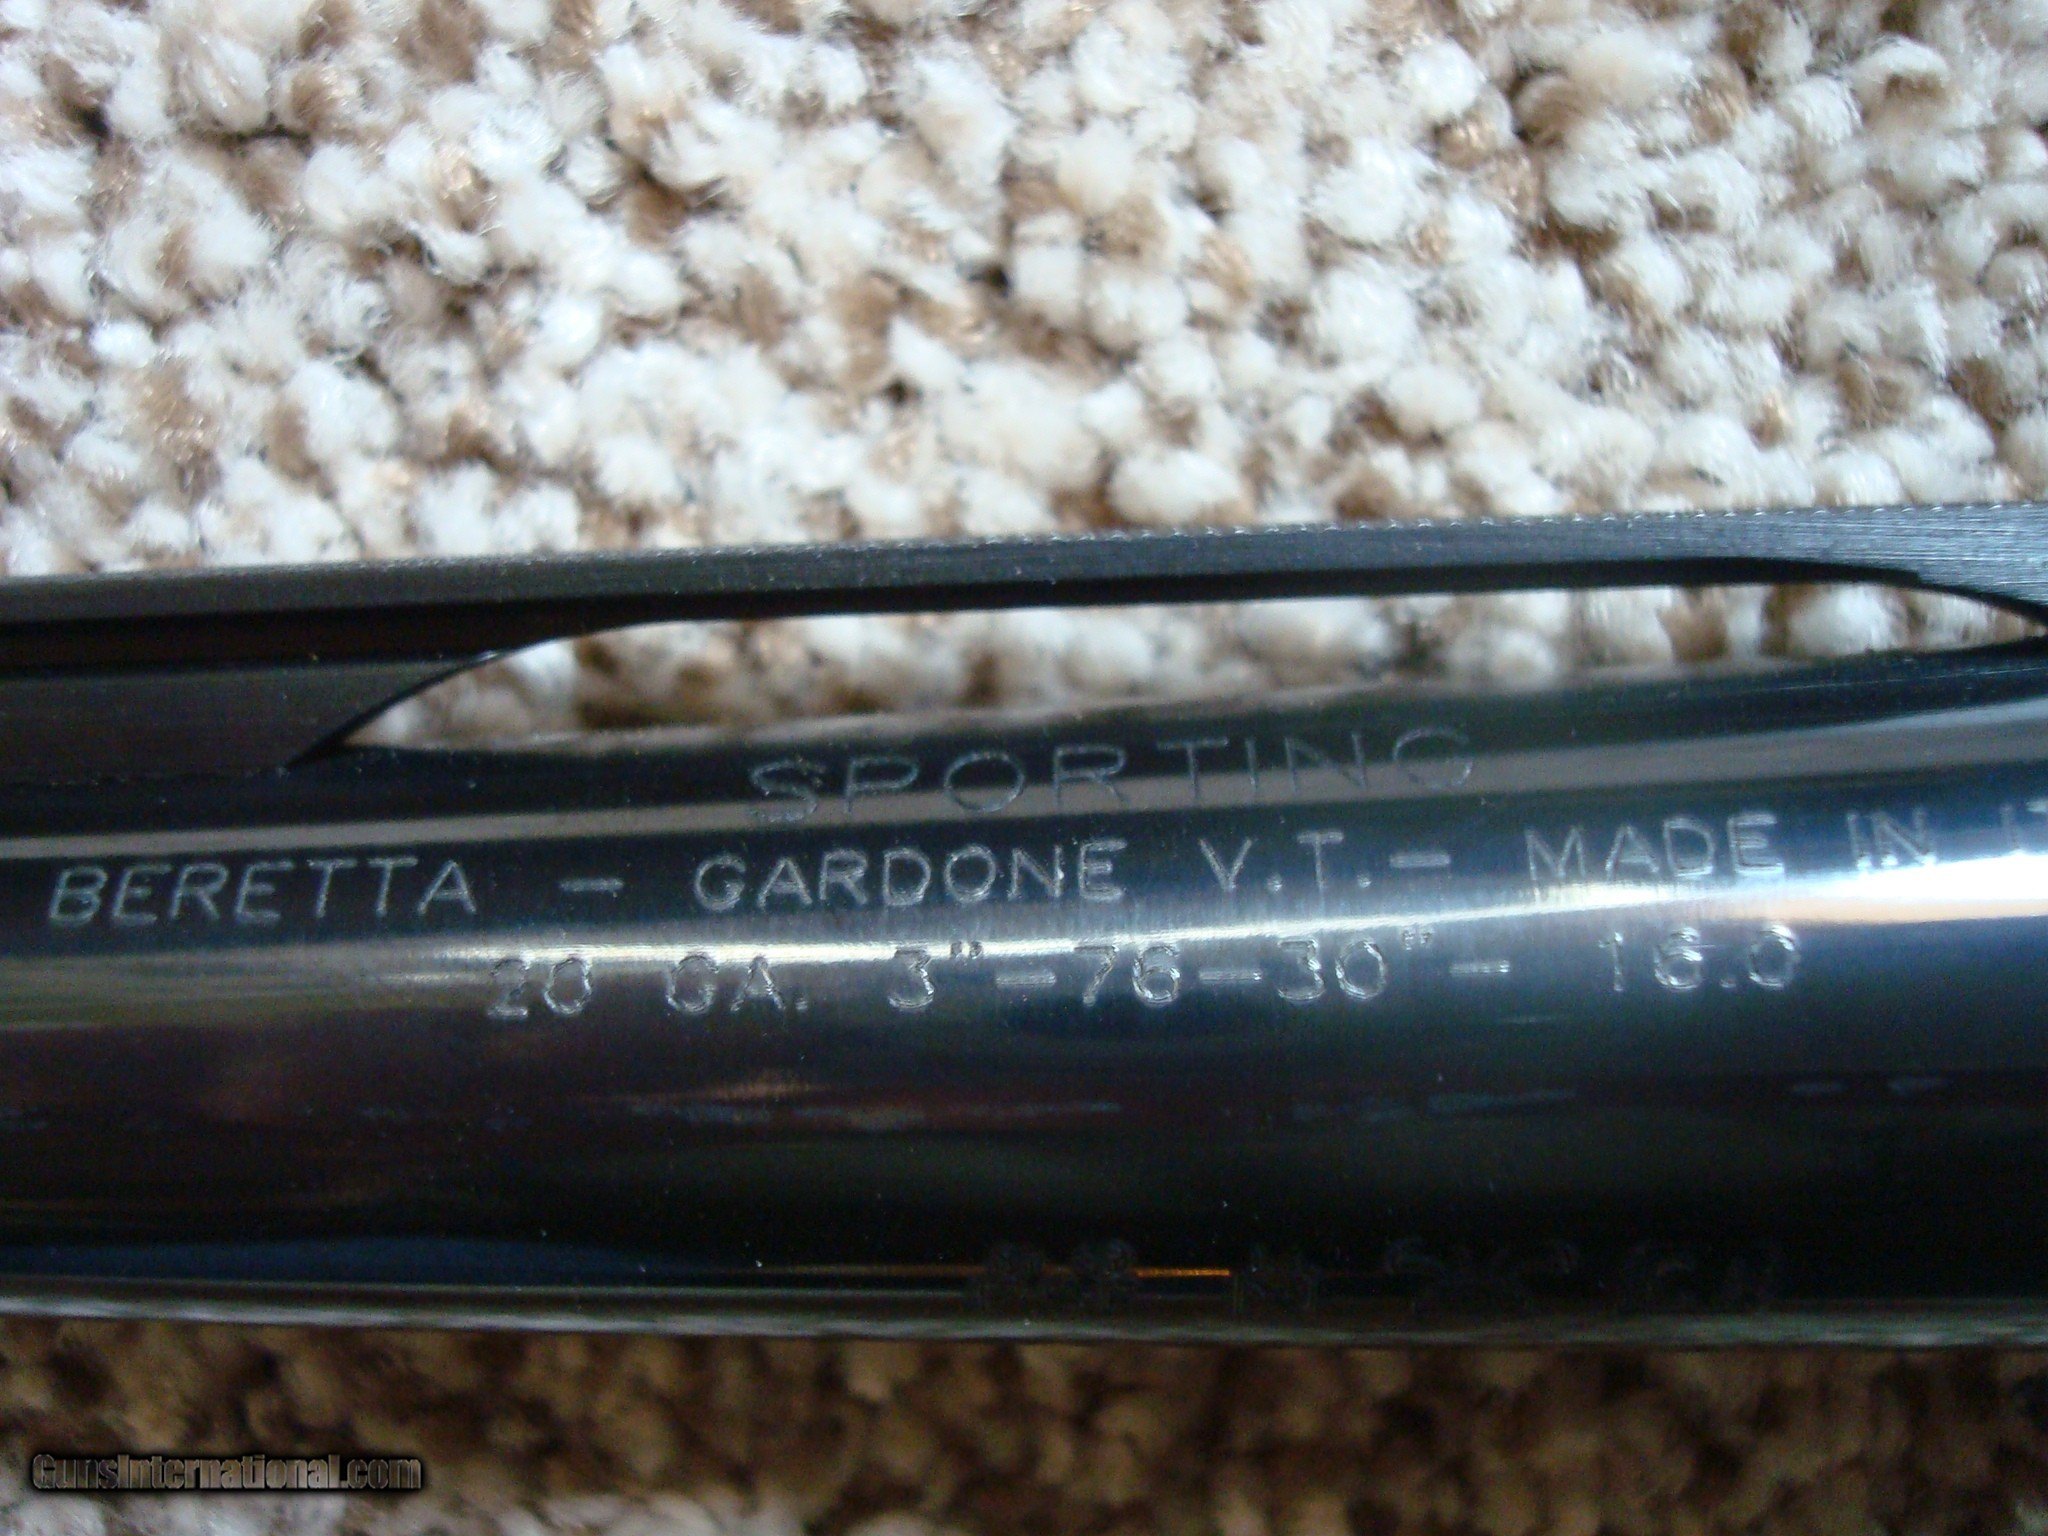 SPORTING
BERETTA - GARDONE V.T. - MADE IN
20 GA. 3"-76-30"- 16.0
GunsInternational.com